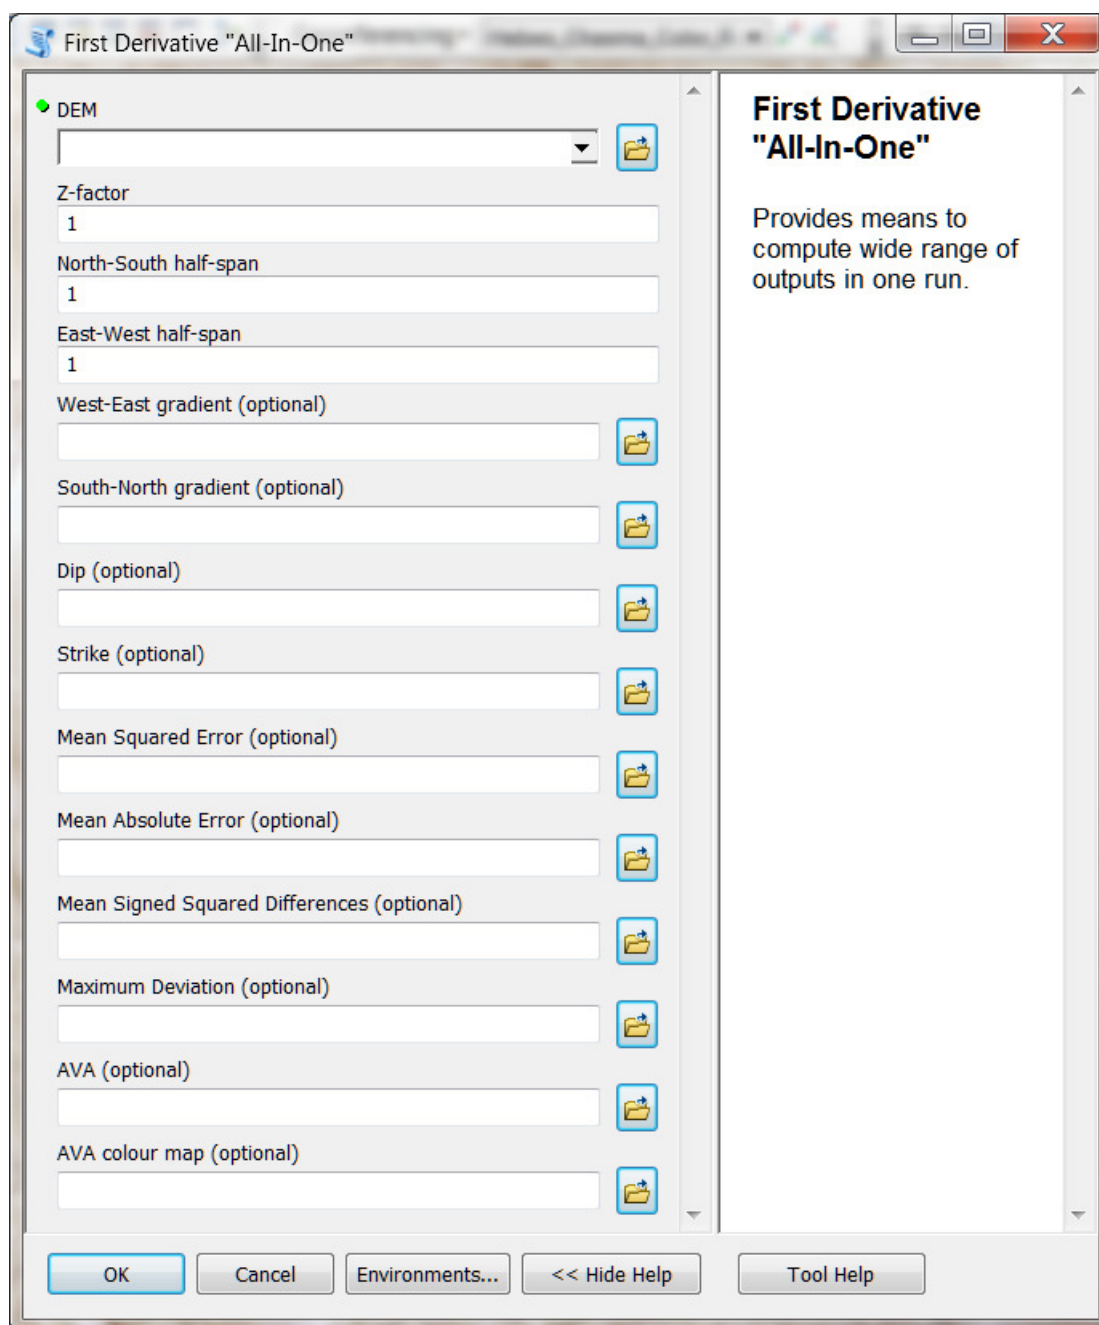 First Derivative "All-In-One"
DEM
Z-factor
1
North-South half-span
1
East-West half-span
1
West-East gradient (optional)
South-North gradient (optional)
Dip (optional)
Strike (optional)
Mean Squared Error (optional)
Mean Absolute Error (optional)
Mean Signed Squared Differences (optional)
Maximum Deviation (optional)
AVA (optional)
AVA colour map (optional)
OK
Cancel
Environments...
<< Hide Help
First Derivative
"All-In-One"
Provides means to
compute wide range of
outputs in one run.
Tool Help